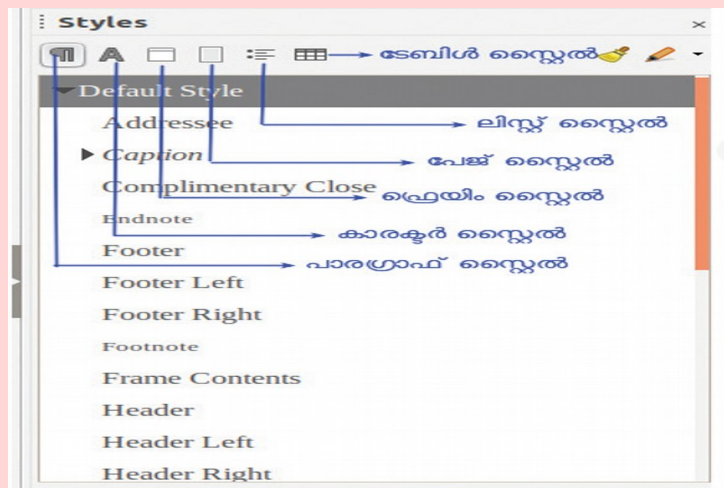 Styles
ടേബിൾ സ്റ്റൈൽ
Default Style
Addressee
ലിസ്റ്റ് സ്റ്റൈൽ
Caption
പേജ് സ്റ്റൈൽ
Complimentary Close
ഫ്രെയിം സ്റ്റൈൽ
Endnote
കാരക്ടർ സ്റ്റൈൽ
Footer
പാരഗ്രാഫ് സ്റ്റൈൽ
Footer Left
Footer Right
Footnote
Frame Contents
Header
Header Left
Header Right